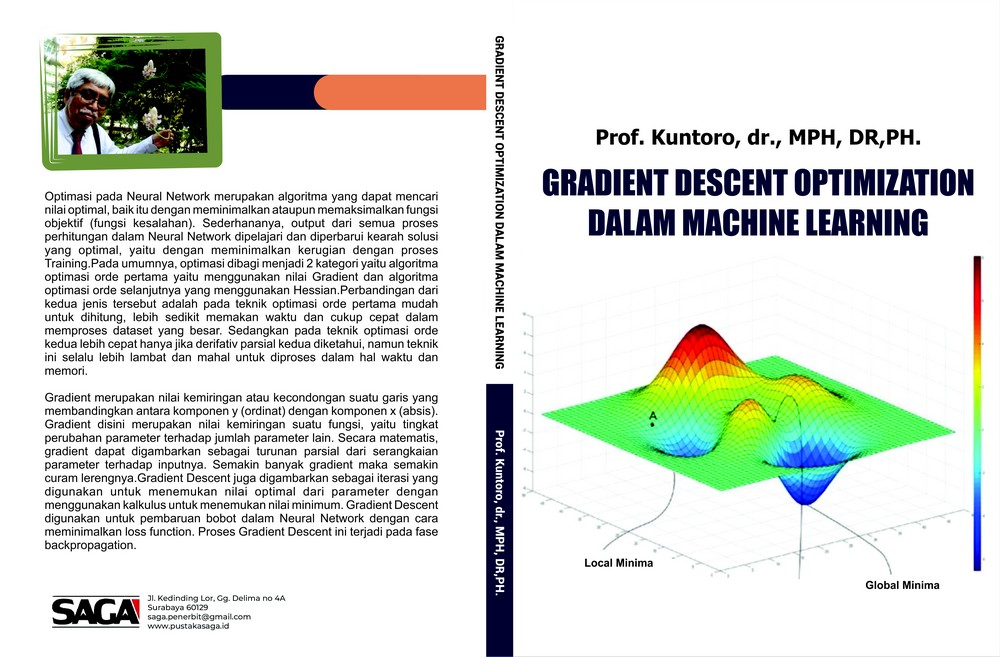 Optimasi pada Neural Network merupakan algoritma yang dapat mencari
nilai optimal, baik itu dengan meminimalkan ataupun memaksimalkan fungsi
objektif (fungsi kesalahan). Sederhananya, output dari semua proses
perhitungan dalam Neural Network dipelajari dan diperbarui kearah solusi
yang optimal, yaitu dengan meminimalkan kerugian dengan proses
Training.Pada umumnya, optimasi dibagi menjadi 2 kategori yaitu algoritma
optimasi orde pertama yaitu menggunakan nilai Gradient dan algoritma
optimasi orde selanjutnya yang menggunakan Hessian.Perbandingan dari
kedua jenis tersebut adalah pada teknik optimasi orde pertama mudah
untuk dihitung, lebih sedikit memakan waktu dan cukup cepat dalam
memproses dataset yang besar. Sedangkan pada teknik optimasi orde
kedua lebih cepat hanya jika derifatif parsial kedua diketahui, namun teknik
ini selalu lebih lambat dan mahal untuk diproses dalam hal waktu dan
memori.
Gradient merupakan nilai kemiringan atau kecondongan suatu garis yang
membandingkan antara komponen y (ordinat) dengan komponen x (absis).
Gradient disini merupakan nilai kemiringan suatu fungsi, yaitu tingkat
perubahan parameter terhadap jumlah parameter lain. Secara matematis,
gradient dapat digambarkan sebagai turunan parsial dari serangkaian
parameter terhadap inputnya. Semakin banyak gradient maka semakin
curam lerengnya.Gradient Descent juga digambarkan sebagai iterasi yang
digunakan untuk menemukan nilai optimal dari parameter dengan
menggunakan kalkulus untuk menemukan nilai minimum. Gradient Descent
digunakan untuk pembaruan bobot dalam Neural Network dengan cara
meminimalkan loss function. Proses Gradient Descent ini terjadi pada fase
backpropagation.
SAGA
Jl. Kedinding Lor, Gg. Delima no 4A
Surabaya 60129
saga.penerbit@gmail.com
www.pustakasaga.id
GRADIENT DESCENT OPTIMIZATION DALAM MACHINE LEARNING
Prof. Kuntoro, dr., MPH, DR,PH.
Prof. Kuntoro, dr., MPH, DR,PH.
GRADIENT DESCENT OPTIMIZATION
DALAM MACHINE LEARNING
A
Local Minima
Global Minima